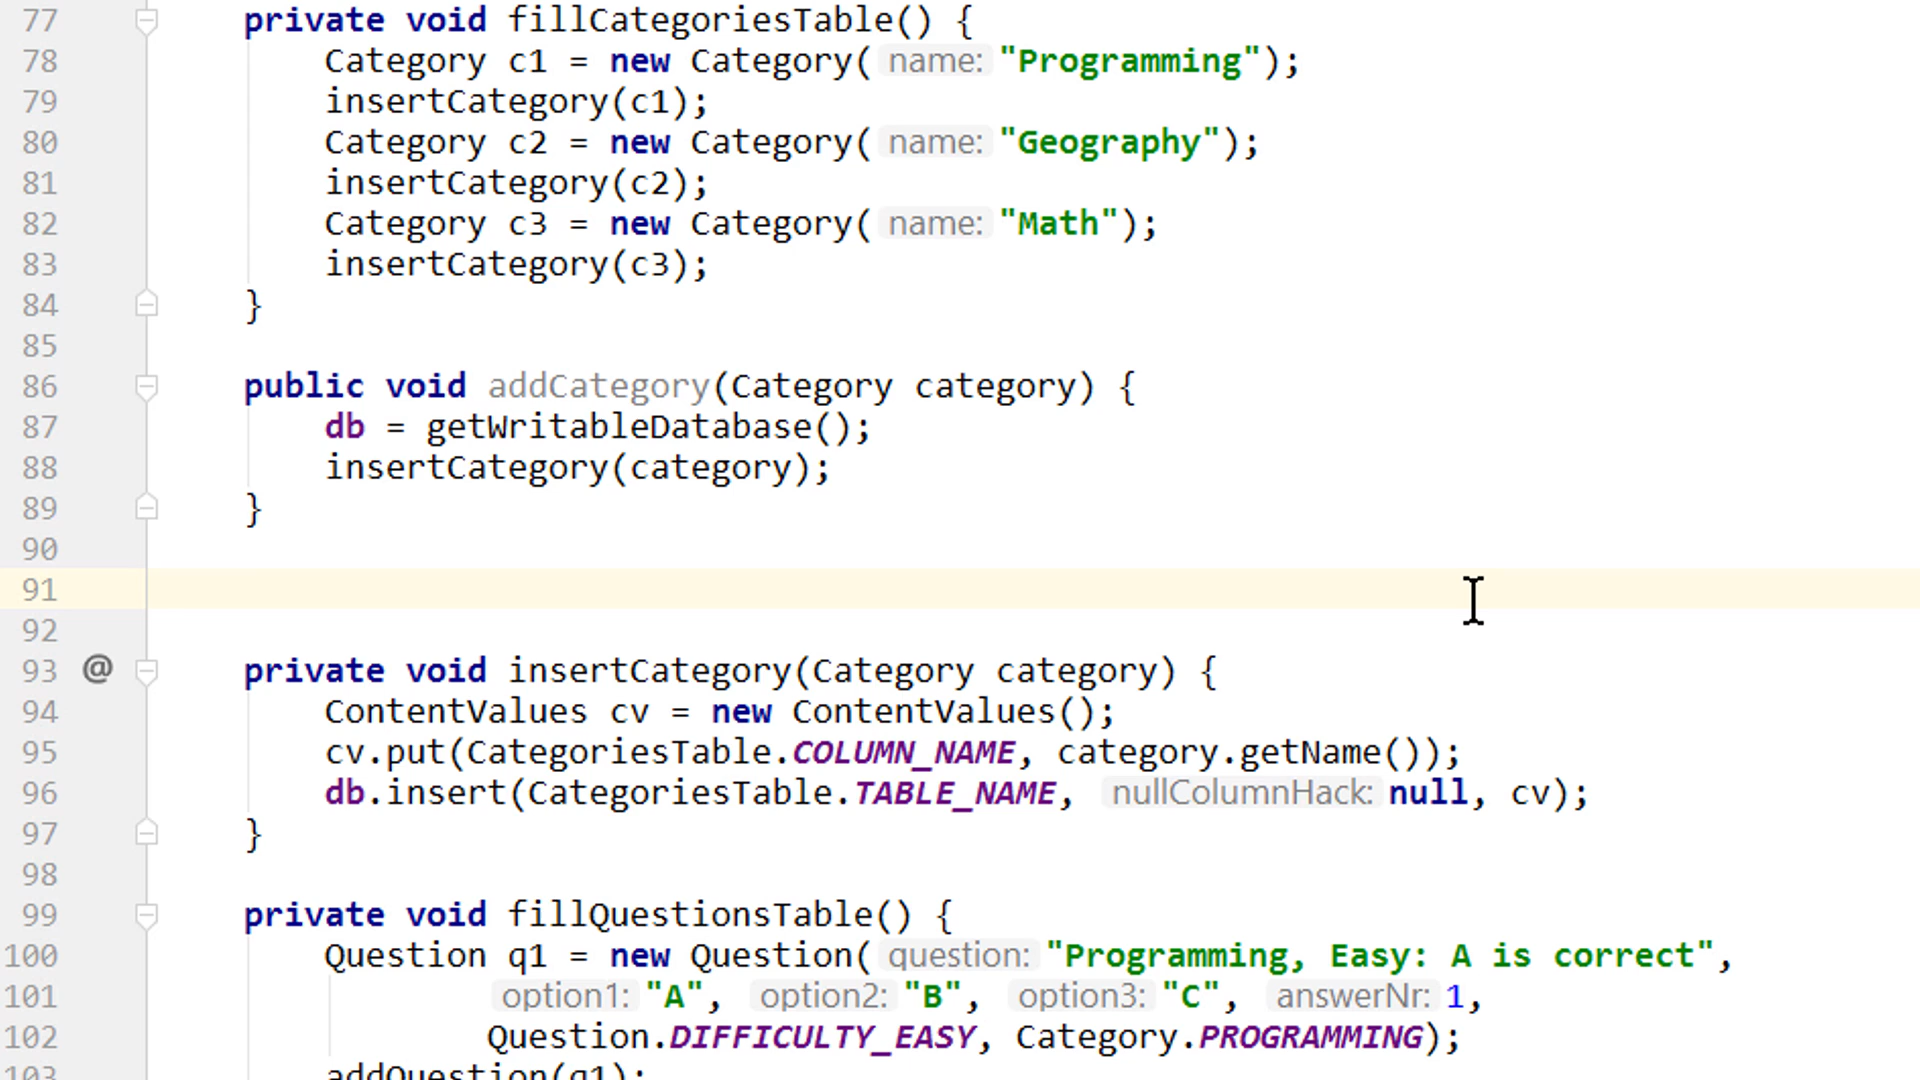 77 private void fillCategoriesTable() {
78 Category c1 = new Category( name: "Programming");
79 insertCategory(c1);
80 Category c2 = new Category( name: "Geography");
81 insertCategory(c2);
82 Category c3 = new Category( name: "Math");
83 insertCategory(c3);
84 }
85
86 public void addCategory(Category category) {
87 db = getWritableDatabase();
88 insertCategory(category);
89 }
90
91
92
93 @ private void insertCategory(Category category) {
94 ContentValues cv = new ContentValues();
95 cv.put(CategoriesTable.COLUMN_NAME, category.getName());
96 db.insert(CategoriesTable.TABLE_NAME, nullColumnHack: null, cv);
97 }
98
99 private void fillQuestionsTable() {
100 Question q1 = new Question( question: "Programming, Easy: A is correct",
101 option1: "A", option2: "B", option3: "C", answerNr: 1,
102 Question.DIFFICULTY_EASY, Category.PROGRAMMING);
103 addQuestion(q1);